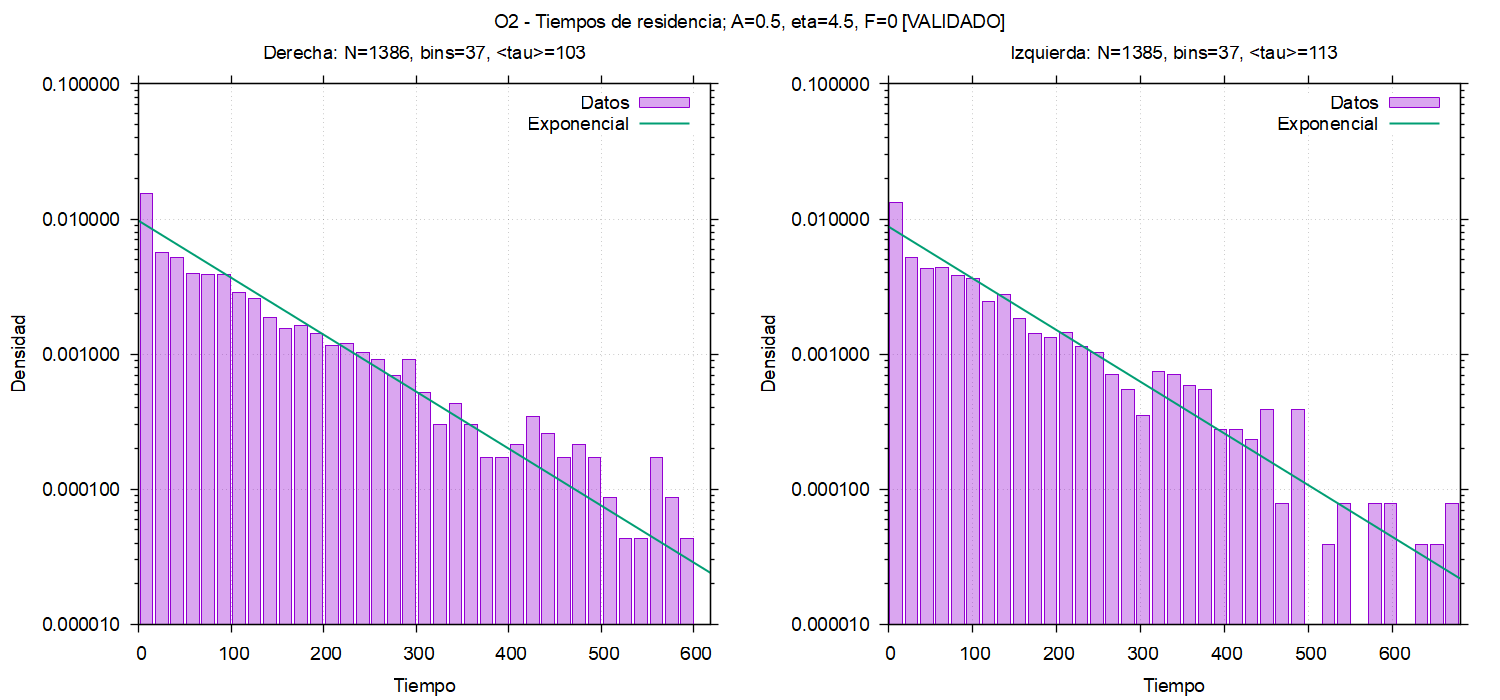 O2 - Tiempos de residencia; A=0.5, eta=4.5, F=0 [VALIDADO]
Derecha: N=1386, bins=37, <tau>=103
Datos
Exponencial
0.100000
0.010000
0.001000
0.000100
0.000010
Densidad
0 100 200 300 400 500 600
Tiempo
Izquierda: N=1385, bins=37, <tau>=113
Datos
Exponencial
0.100000
0.010000
0.001000
0.000100
0.000010
Densidad
0 100 200 300 400 500 600
Tiempo